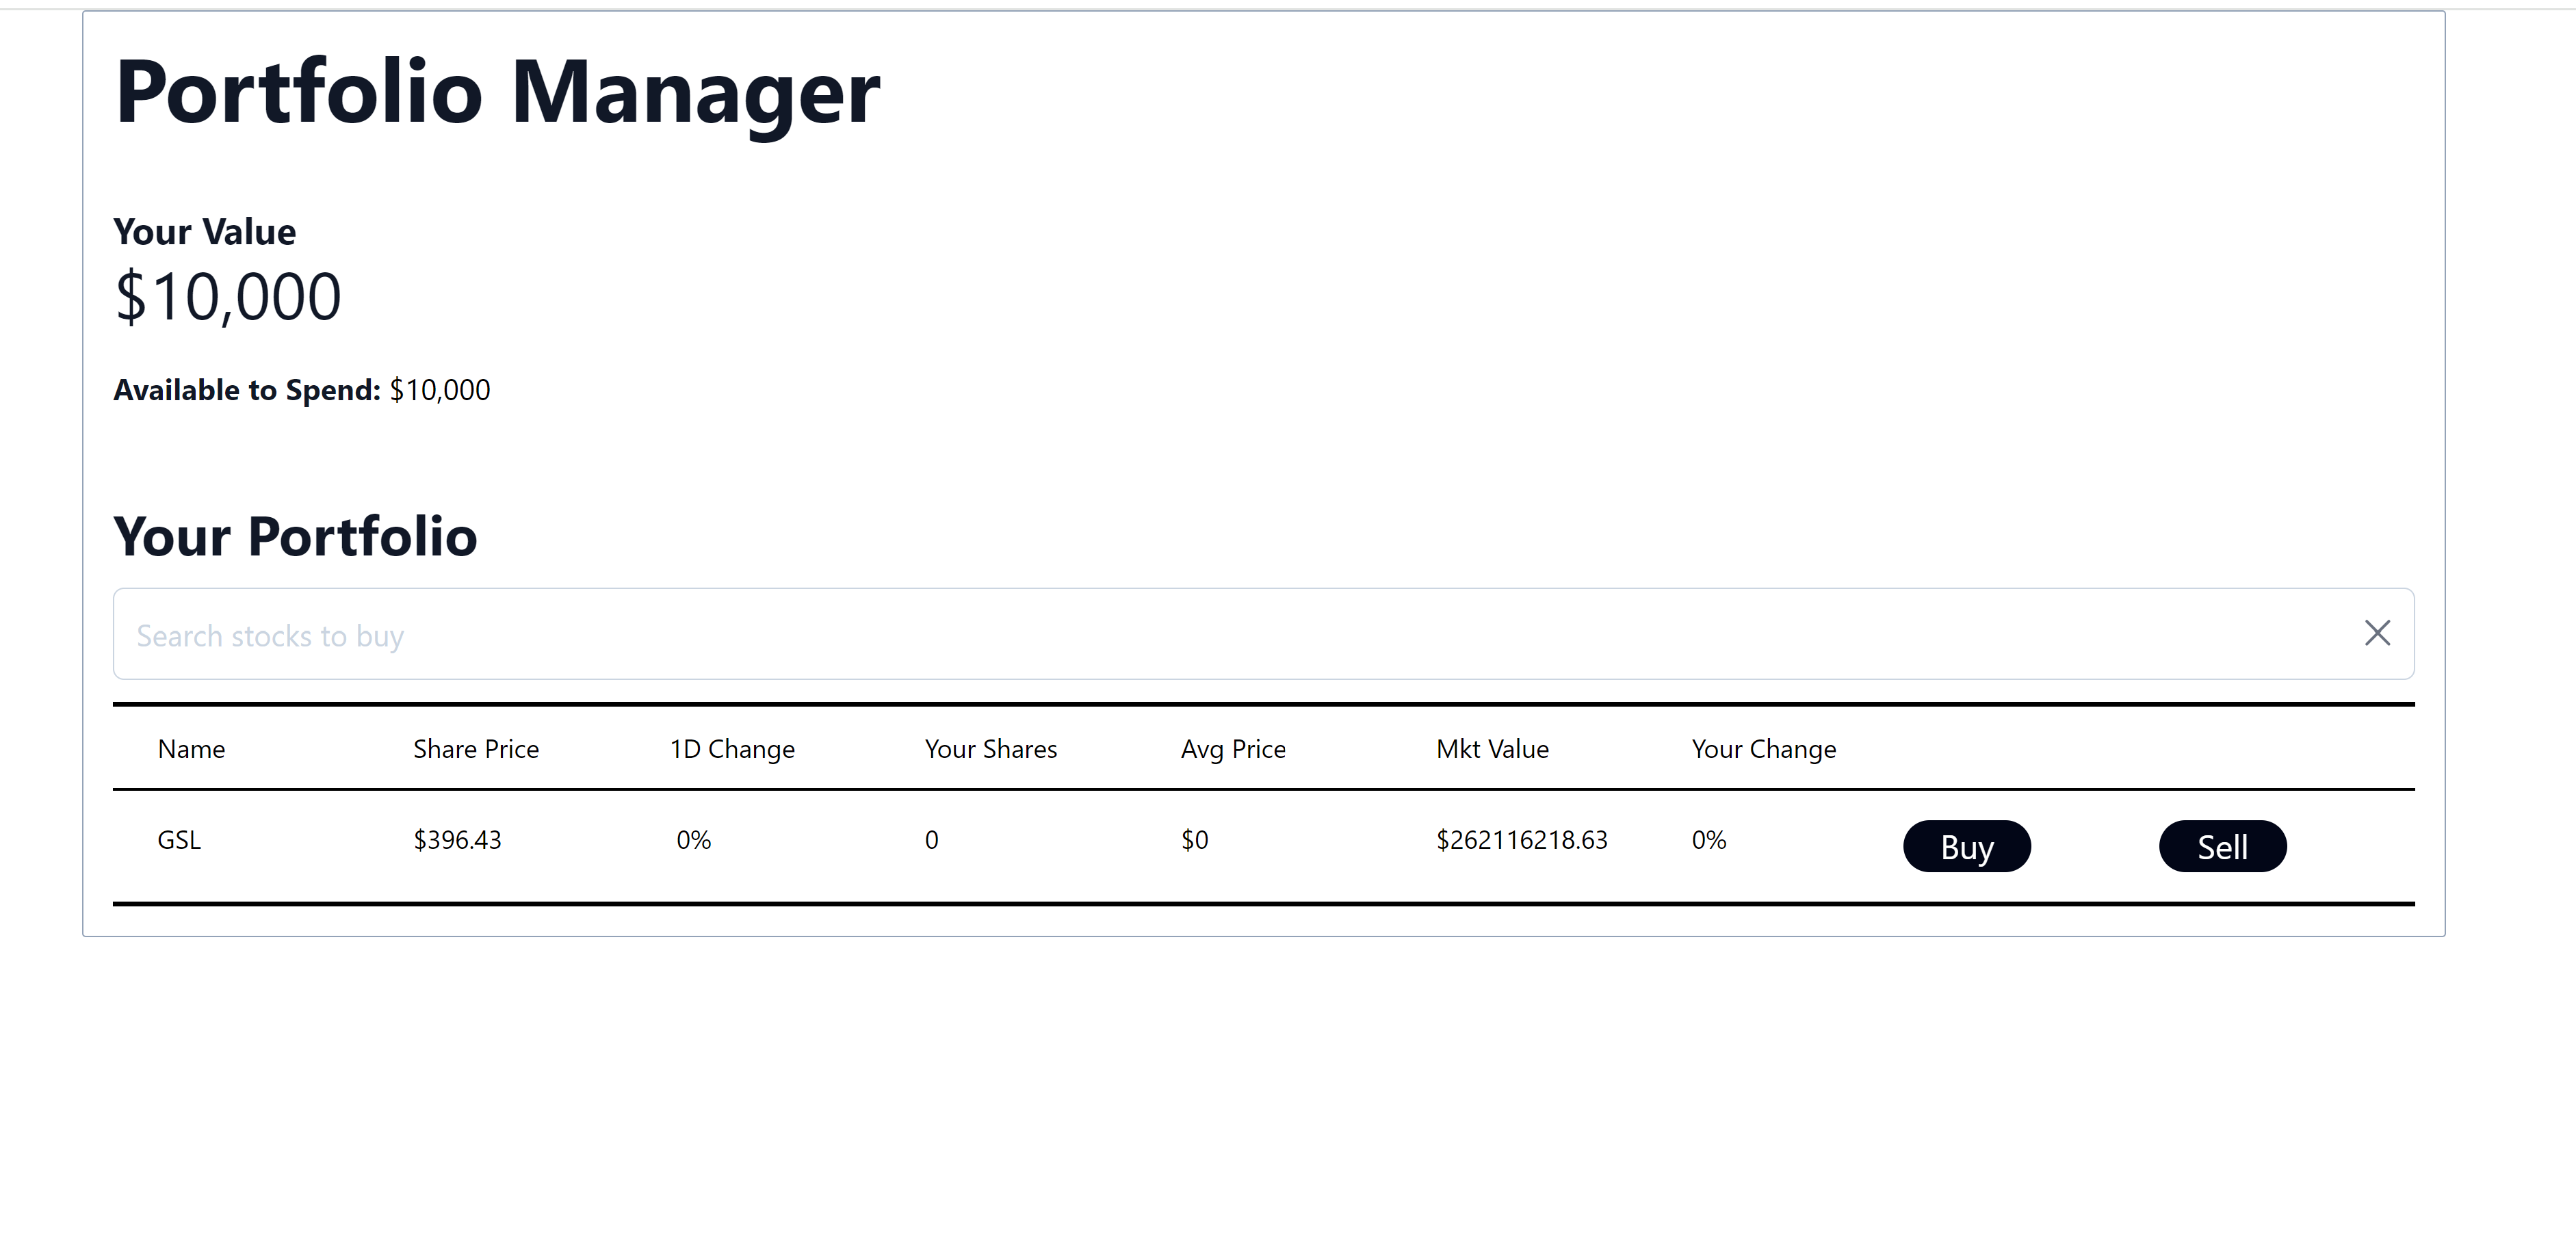 Portfolio Manager
Your Value
$10,000
Available to Spend: $10,000
Your Portfolio
Search stocks to buy
Name Share Price 1D Change Your Shares Avg Price Mkt Value Your Change
GSL $396.43 0% 0 $0 $262116218.63 0% Buy Sell